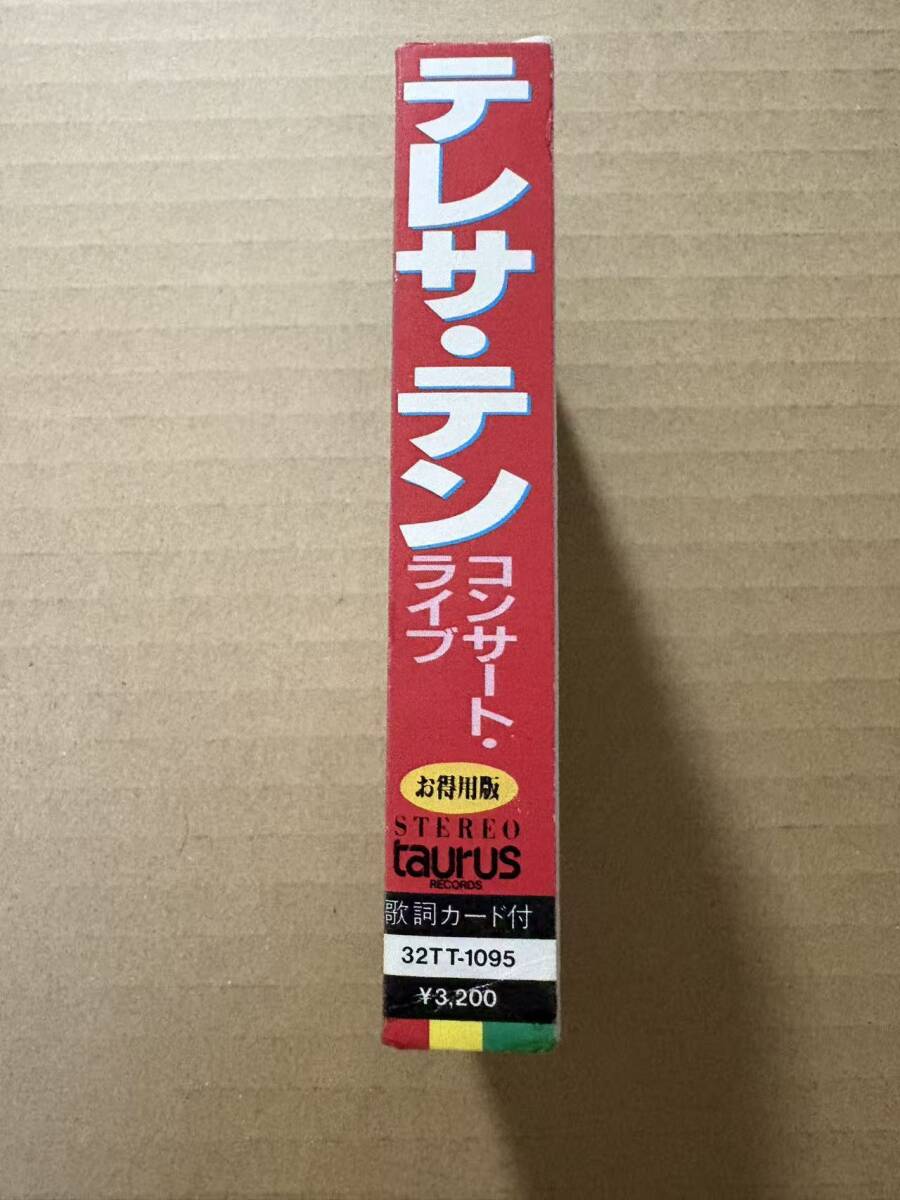 テレサ・テン
コンサート・
ライブ
お得用版
STEREO
taurus
RECORDS
歌詞カード付
32TT-1095
¥3,200